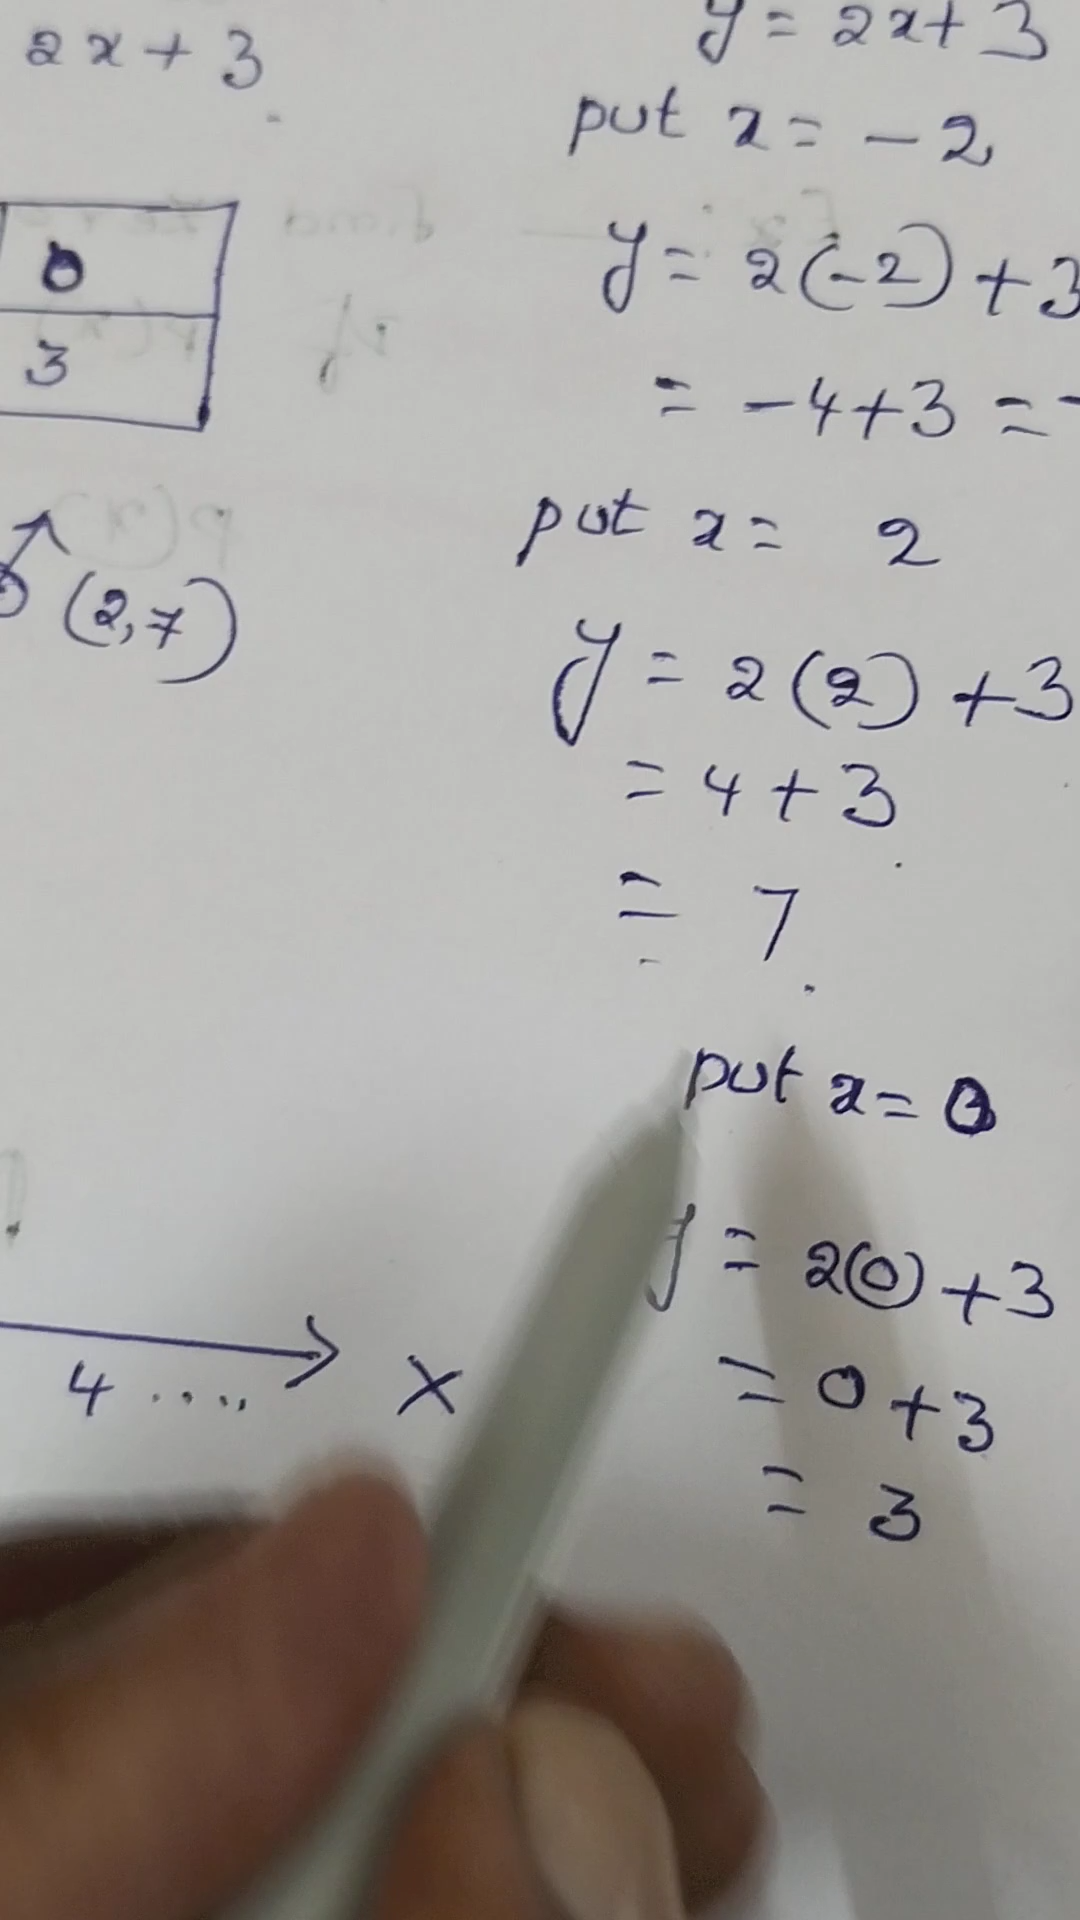 2x+3
0
3
(2,7)
4 ....
X
y = 2x+3
put x = -2
y = 2(-2)+3
= -4+3 = -
put x = 2
y = 2(2)+3
= 4+3
= 7
put x = 0
y = 2(0)+3
= 0+3
= 3